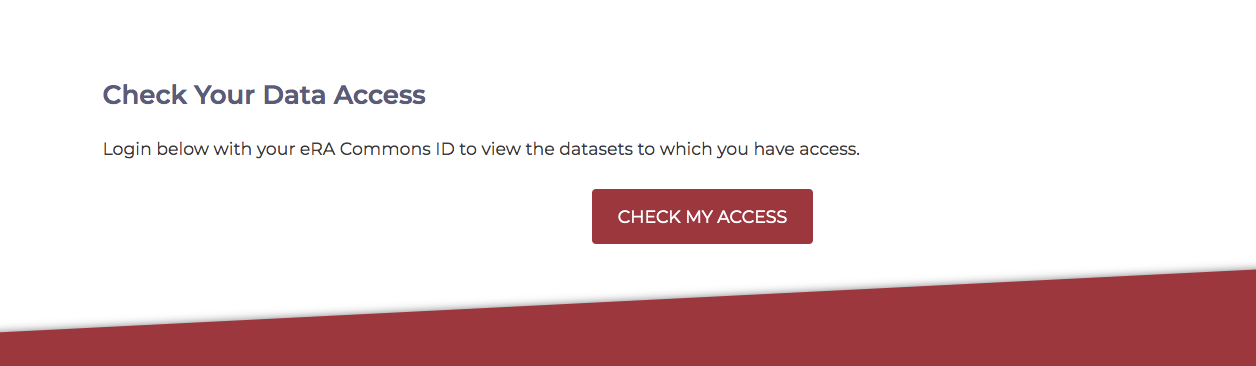 Check Your Data Access
Login below with your eRA Commons ID to view the datasets to which you have access.
CHECK MY ACCESS